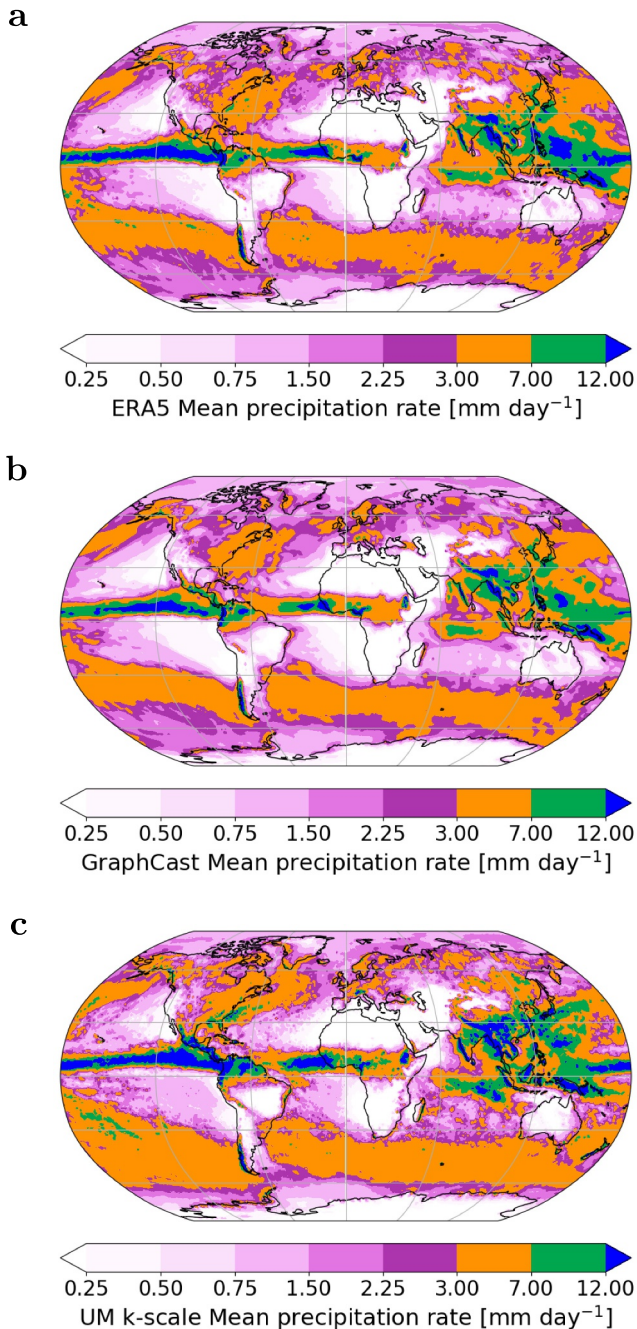 a
0.25 0.50 0.75 1.50 2.25 3.00 7.00 12.00
ERA5 Mean precipitation rate [mm day⁻¹]
b
0.25 0.50 0.75 1.50 2.25 3.00 7.00 12.00
GraphCast Mean precipitation rate [mm day⁻¹]
c
0.25 0.50 0.75 1.50 2.25 3.00 7.00 12.00
UM k-scale Mean precipitation rate [mm day⁻¹]